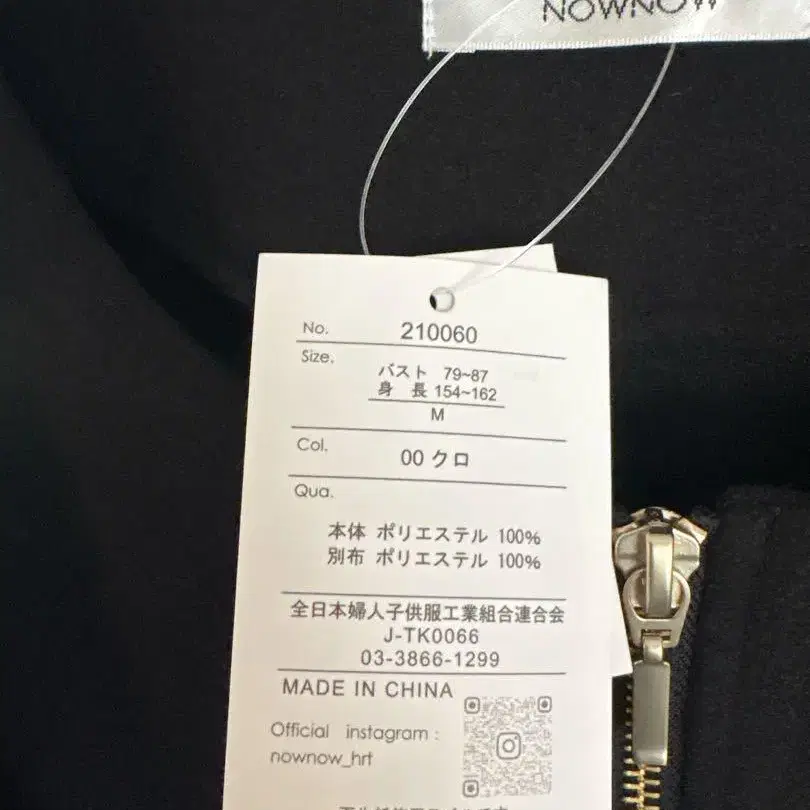 NOWNOW
No. 210060
Size.
バスト 79~87
身 長 154~162
M
Col. 00 クロ
Qua.
本体 ポリエステル 100%
別布 ポリエステル 100%
全日本婦人子供服工業組合連合会
J-TK0066
03-3866-1299
MADE IN CHINA
Official instagram :
nownow_hrt